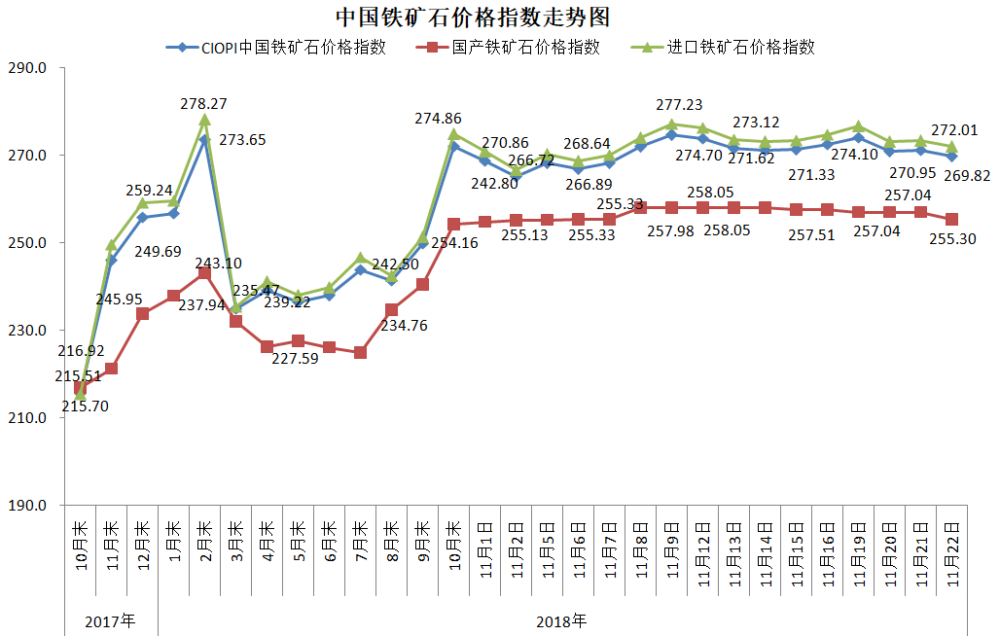 中国铁矿石价格指数走势图
CIOPI中国铁矿石价格指数 国产铁矿石价格指数 进口铁矿石价格指数
290.0
270.0
250.0
230.0
210.0
190.0
278.27
273.65
274.86
270.86
266.72
268.64
277.23
273.12
272.01
259.24
249.69
245.95
243.10
237.94
235.47
239.22
227.59
242.50
234.76
254.16
242.80
255.13
266.89
255.33
255.33
274.70
271.62
258.05
257.98
258.05
271.33
257.51
274.10
257.04
270.95
257.04
269.82
255.30
216.92
215.51
215.70
10月末
11月末
12月末
1月末
2月末
3月末
4月末
5月末
6月末
7月末
8月末
9月末
10月末
11月1日
11月2日
11月5日
11月6日
11月7日
11月8日
11月9日
11月12日
11月13日
11月14日
11月15日
11月16日
11月19日
11月20日
11月21日
11月22日
2017年 2018年